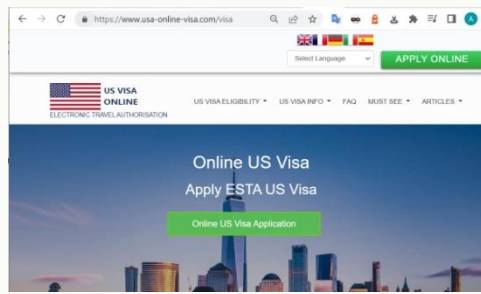 https://www.usa-online-visa.com/visa
A
Select Language
APPLY ONLINE
US VISA
ONLINE
ELECTRONIC TRAVEL AUTHORISATION
US VISA ELIGIBILITY
US VISA INFO
FAQ
MUST SEE
ARTICLES
Online US Visa
Apply ESTA US Visa
Online US Visa Application